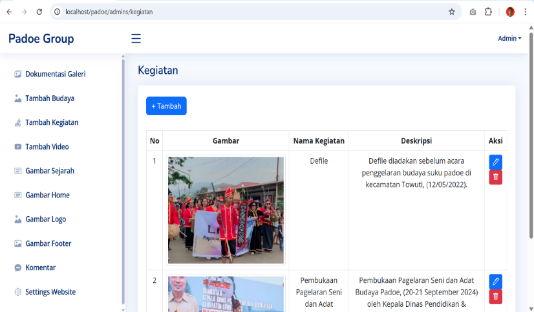 localhost/padoe/admins/kegiatan
Padoe Group
Admin
Dokumentasi Galeri
Tambah Budaya
Tambah Kegiatan
Tambah Video
Gambar Sejarah
Gambar Home
Gambar Logo
Gambar Footer
Komentar
Settings Website
Kegiatan
+ Tambah
No Gambar Nama Kegiatan Deskripsi Aksi
1 Defile Defile diadakan sebelum acara
penggelaran budaya suku padoe di
kecamatan Towuti, (12/05/2022).
2 Pembukaan Pembukaan Pagelaran Seni dan Adat
Pagelaran Seni Budaya Padoe, (20-21 September 2024)
dan Adat oleh Kepala Dinas Pendidikan &